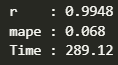 r    : 0.9948
mape : 0.068
Time : 289.12